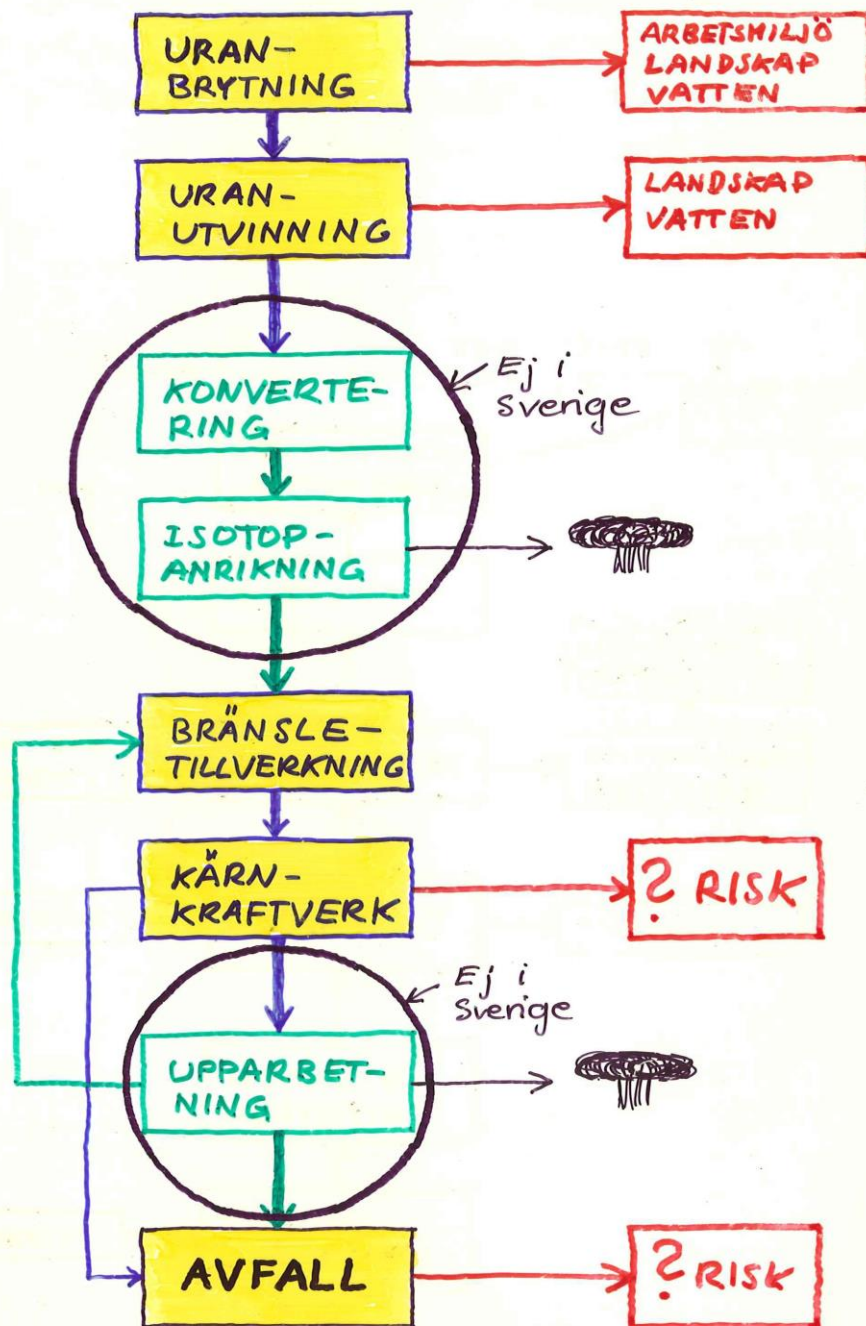 URAN-
BRYTNING
ARBETSMILJÖ
LANDSKAP
VATTEN
URAN-
UTVINNING
LANDSKAP
VATTEN
KONVERTE-
RING
Ej i
Sverige
ISOTOP-
ANRIKNING
BRÄNSLE-
TILLVERKNING
KÄRN-
KRAFTVERK
? RISK
Ej i
Sverige
UPPARBET-
NING
AVFALL
? RISK